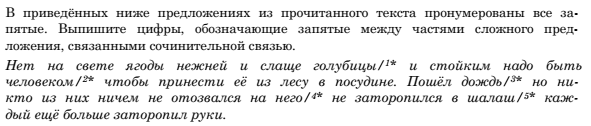 В приведённых ниже предложениях из прочитанного текста пронумерованы все за-
пятые. Выпишите цифры, обозначающие запятые между частями сложного пред-
ложения, связанными сочинительной связью.
Нет на свете ягоды нежней и слаще голубицы/¹* и стойким надо быть
человеком/²* чтобы принести её из лесу в посудине. Пошёл дождь/³* но ни-
кто из них ничем не отозвался на него/⁴* не заторопился в шалаш/⁵* каж-
дый ещё больше заторопил руки.